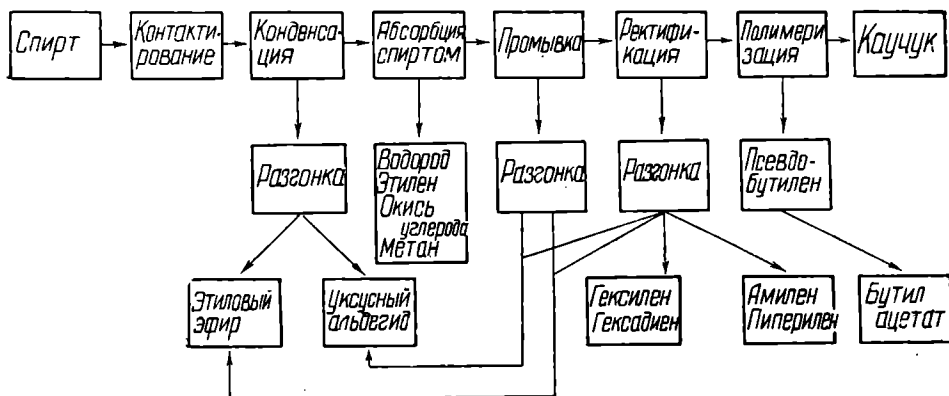 Спирт
Контакти-
рование
Конденса-
ция
Абсорбция
спиртом
Промывка
Ректифи-
кация
Полимери
зация
Каучук
Разгонка
Водород
Этилен
Окись
углерода
Метан
Разгонка
Разгонка
Псевдо-
бутилен
Этиловый
эфир
Уксусный
альдегид
Гексилен
Гексадиен
Амилен
Пиперилен
Бутил
ацетат